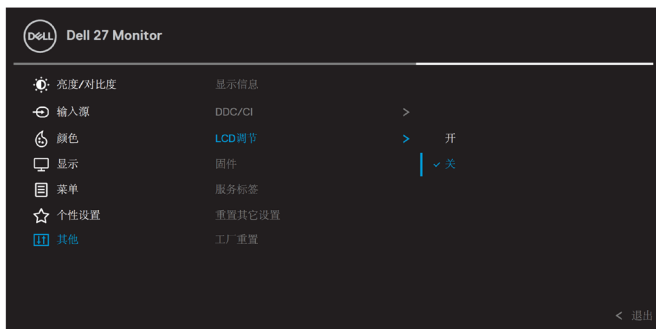 DELL Dell 27 Monitor
亮度/对比度 显示信息
输入源 DDC/CI >
颜色 LCD调节 > 开
显示 固件 ✓ 关
菜单 服务标签
个性设置 重置其它设置
其他 工厂重置
< 退出